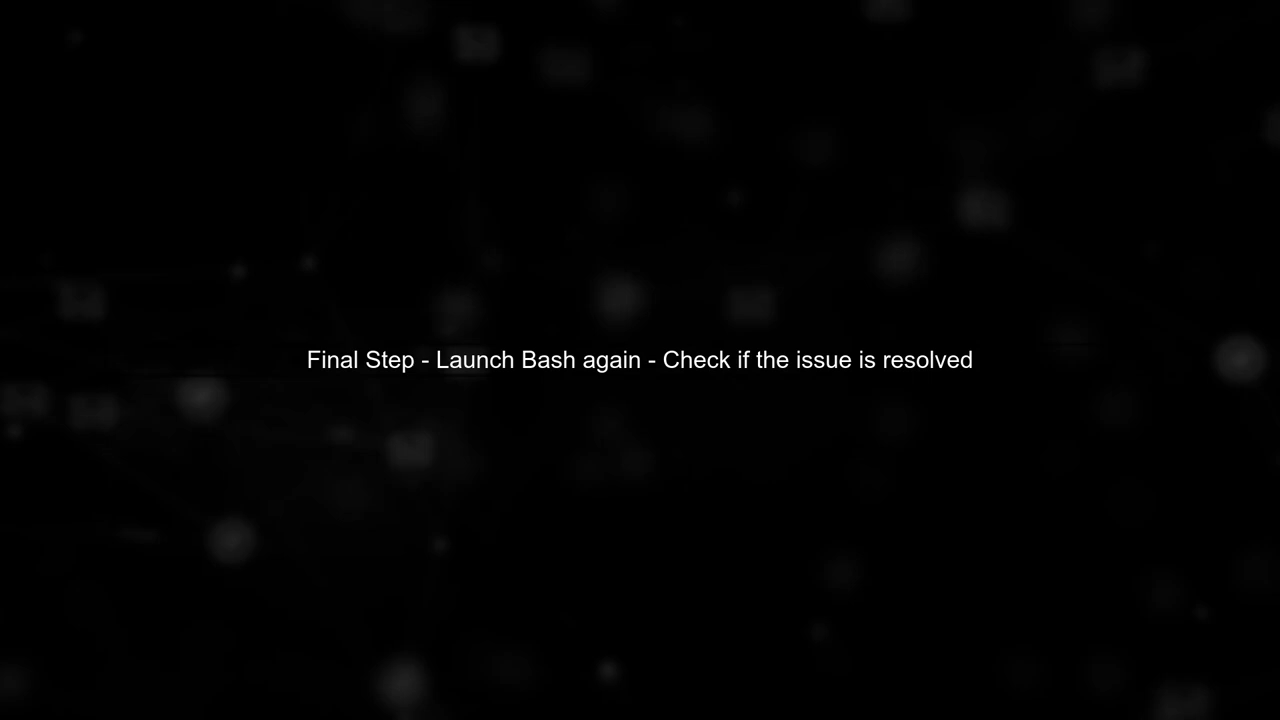 Final Step - Launch Bash again - Check if the issue is resolved